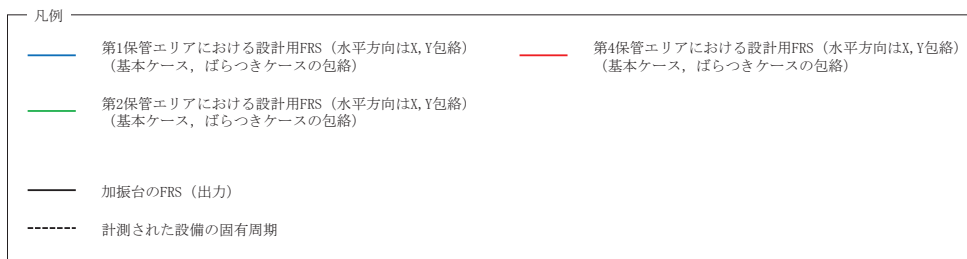 凡例
第1保管エリアにおける設計用FRS（水平方向はX,Y包絡）
（基本ケース，ばらつきケースの包絡）
第4保管エリアにおける設計用FRS（水平方向はX,Y包絡）
（基本ケース，ばらつきケースの包絡）
第2保管エリアにおける設計用FRS（水平方向はX,Y包絡）
（基本ケース，ばらつきケースの包絡）
加振台のFRS（出力）
計測された設備の固有周期